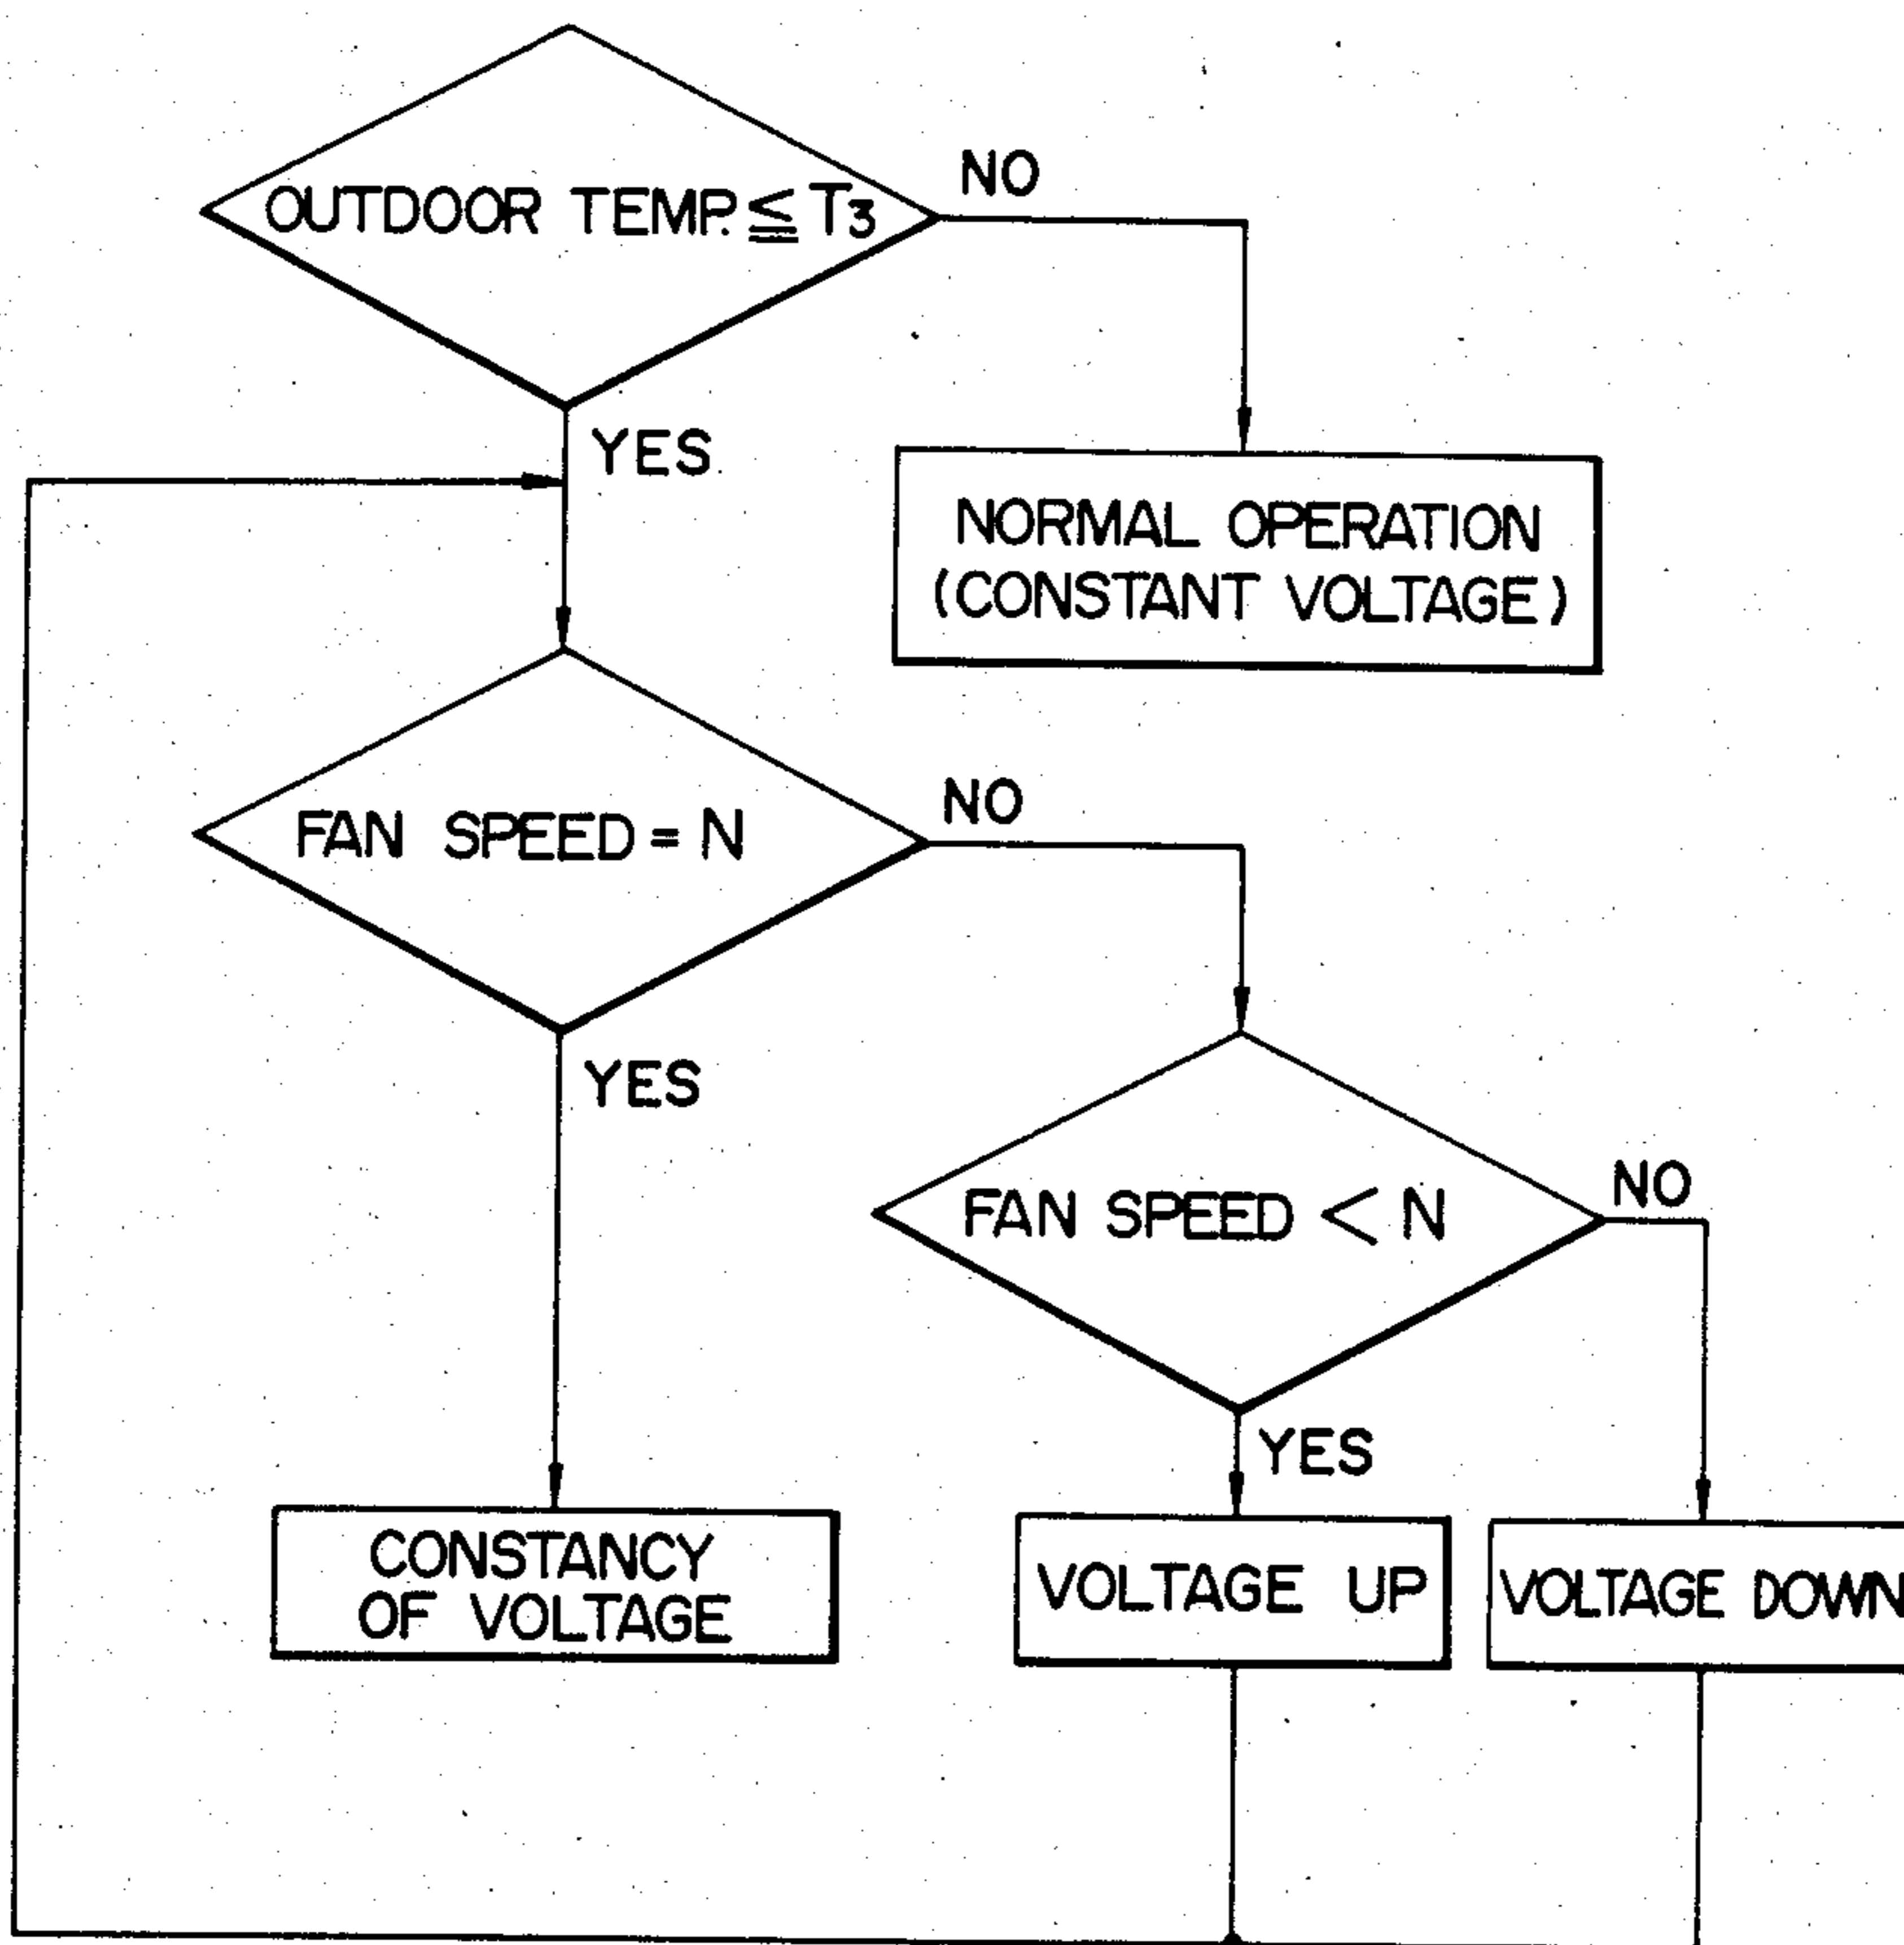 OUTDOOR TEMP. ≦ T3
NO
YES
NORMAL OPERATION
(CONSTANT VOLTAGE)
FAN SPEED = N
NO
YES
FAN SPEED < N
NO
YES
CONSTANCY
OF VOLTAGE
VOLTAGE UP
VOLTAGE DOWN